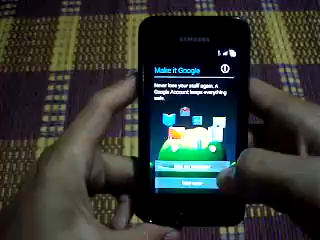 SAMSUNG
Make it Google
Never lose your stuff again. A
Google Account keeps everything
safe.